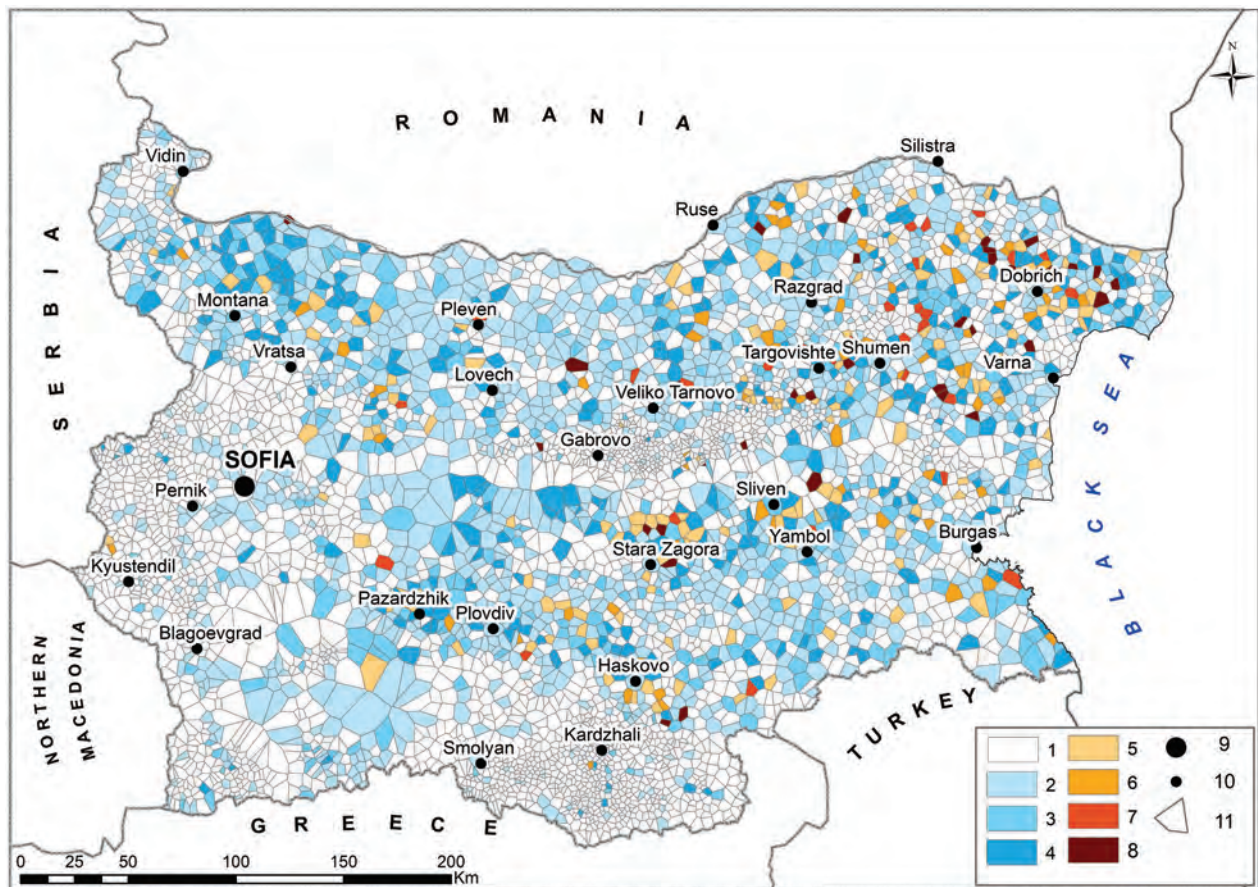 N
R O M A N I A
Silistra
Vidin
Ruse
S E R B I A
Dobrich
Razgrad
Montana
Pleven
Targovishte
Shumen
Vratsa
Varna
Lovech
Veliko Tarnovo
Gabrovo
SOFIA
BLACK SEA
Pernik
Sliven
Yambol
Burgas
Stara Zagora
Kyustendil
Pazardzhik
Plovdiv
Blagoevgrad
Haskovo
NORTHERN
MACEDONIA
TURKEY
Kardzhali
Smolyan
G R E E C E
1 5 9
2 6 10
3 7 11
4 8
0 50 100 150 200
Km